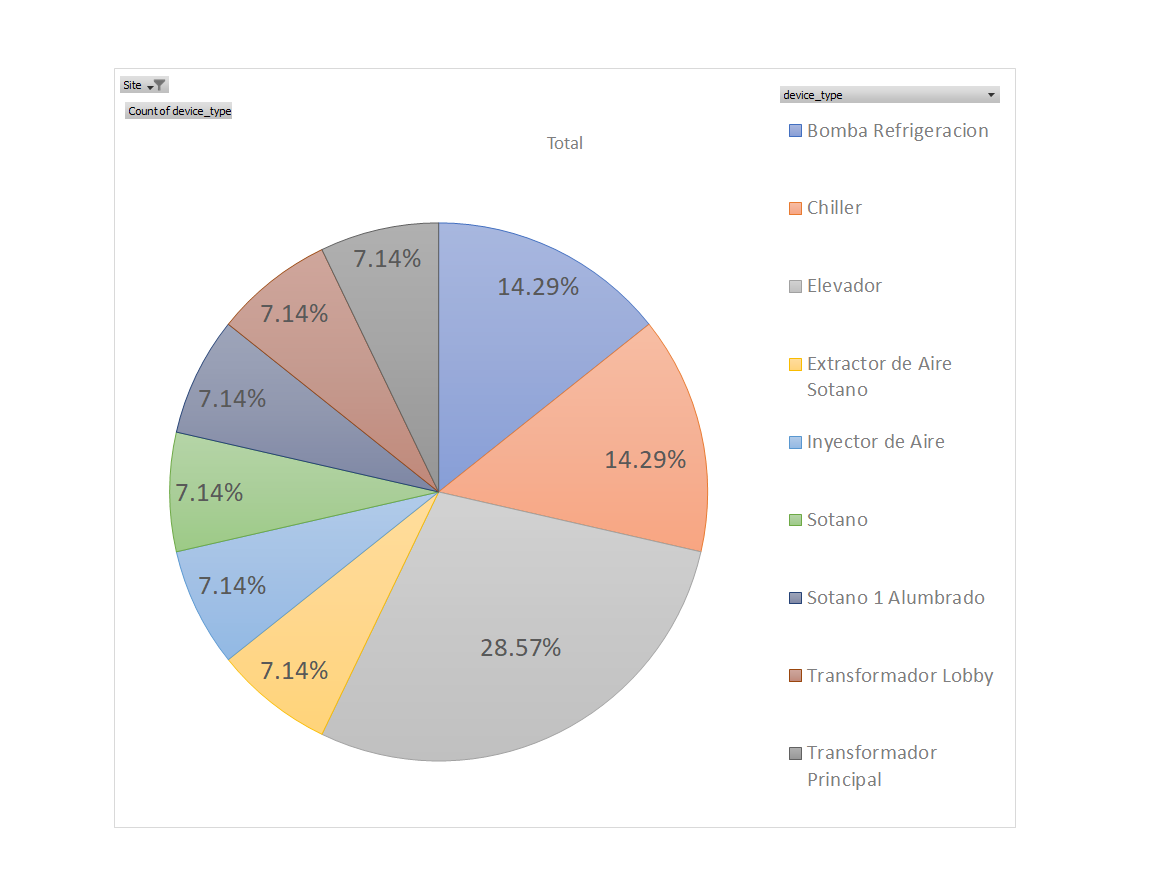 Site
Count of device_type
device_type
Total
Bomba Refrigeracion
Chiller
Elevador
Extractor de Aire
Sotano
Inyector de Aire
Sotano
Sotano 1 Alumbrado
Transformador Lobby
Transformador
Principal
7.14%
14.29%
7.14%
7.14%
14.29%
7.14%
7.14%
28.57%
7.14%